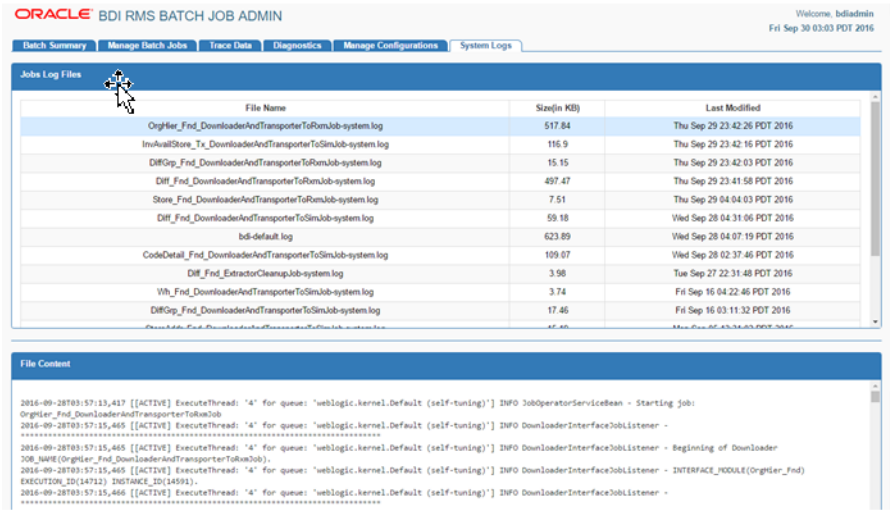 ORACLE BDI RMS BATCH JOB ADMIN
Welcome, bdiadmin
Fri Sep 30 03:03 PDT 2016
Batch Summary Manage Batch Jobs Trace Data Diagnostics Manage Configurations System Logs
Jobs Log Files
File Name Size(in KB) Last Modified
OrgHier_Fnd_DownloaderAndTransporterToRxmJob-system.log 517.84 Thu Sep 29 23:42:26 PDT 2016
InvAvailStore_Tx_DownloaderAndTransporterToSimJob-system.log 116.9 Thu Sep 29 23:42:16 PDT 2016
DiffGrp_Fnd_DownloaderAndTransporterToRxmJob-system.log 15.15 Thu Sep 29 23:42:03 PDT 2016
Diff_Fnd_DownloaderAndTransporterToRxmJob-system.log 497.47 Thu Sep 29 23:41:58 PDT 2016
Store_Fnd_DownloaderAndTransporterToRxmJob-system.log 7.51 Thu Sep 29 04:04:03 PDT 2016
Diff_Fnd_DownloaderAndTransporterToSimJob-system.log 59.18 Wed Sep 28 04:31:06 PDT 2016
bdi-default.log 623.89 Wed Sep 28 04:07:19 PDT 2016
CodeDetail_Fnd_DownloaderAndTransporterToSimJob-system.log 109.07 Wed Sep 28 02:37:46 PDT 2016
Diff_Fnd_ExtractorCleanupJob-system.log 3.98 Tue Sep 27 22:31:48 PDT 2016
Wh_Fnd_DownloaderAndTransporterToSimJob-system.log 3.74 Fri Sep 16 04:22:46 PDT 2016
DiffGrp_Fnd_DownloaderAndTransporterToSimJob-system.log 17.46 Fri Sep 16 03:11:32 PDT 2016
File Content
2016-09-28T03:57:13,417 [[ACTIVE] ExecuteThread: '4' for queue: 'weblogic.kernel.Default (self-tuning)'] INFO JobOperatorServiceBean - Starting job:
OrgHier_Fnd_DownloaderAndTransporterToRxmJob
2016-09-28T03:57:15,465 [[ACTIVE] ExecuteThread: '4' for queue: 'weblogic.kernel.Default (self-tuning)'] INFO DownloaderInterfaceJobListener -
2016-09-28T03:57:15,465 [[ACTIVE] ExecuteThread: '4' for queue: 'weblogic.kernel.Default (self-tuning)'] INFO DownloaderInterfaceJobListener - Beginning of Downloader
JOB_NAME(OrgHier_Fnd_DownloaderAndTransporterToRxmJob).
2016-09-28T03:57:15,465 [[ACTIVE] ExecuteThread: '4' for queue: 'weblogic.kernel.Default (self-tuning)'] INFO DownloaderInterfaceJobListener - INTERFACE_MODULE(OrgHier_Fnd)
EXECUTION_ID(14712) INSTANCE_ID(14591).
2016-09-28T03:57:15,466 [[ACTIVE] ExecuteThread: '4' for queue: 'weblogic.kernel.Default (self-tuning)'] INFO DownloaderInterfaceJobListener -